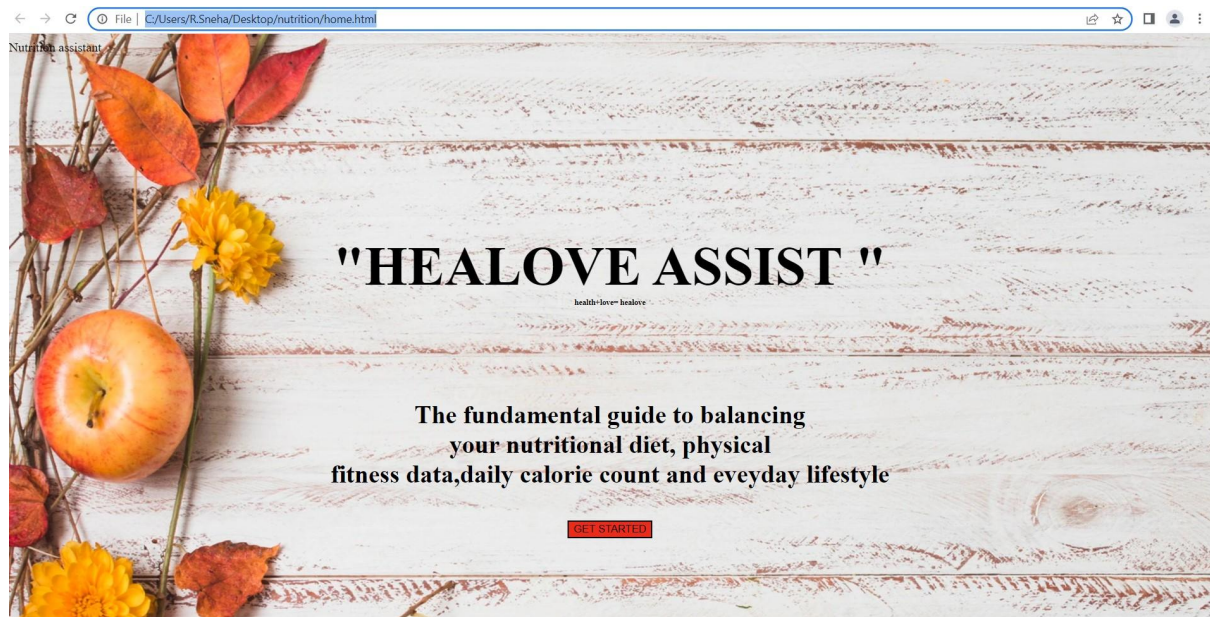 File | C:/Users/R.Sneha/Desktop/nutrition/home.html
Nutrition assistant
"HEALOVE ASSIST "
health+love= healove
The fundamental guide to balancing
your nutritional diet, physical
fitness data,daily calorie count and eveyday lifestyle
GET STARTED